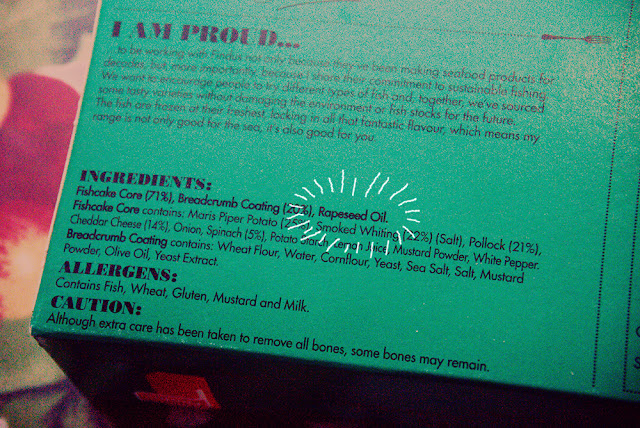 I AM PROUD...
to be working with Findus not only because they've been making seafood products for
decades, but, more importantly, because I share their commitment to sustainable fishing.
We want to encourage people to try different types of fish and, together, we've sourced
some tasty varieties without damaging the environment or fish stocks for the future.
The fish are frozen at their freshest, locking in all that fantastic flavour, which means my
range is not only good for the sea, it's also good for you.
INGREDIENTS:
Fishcake Core (71%), Breadcrumb Coating (20%), Rapeseed Oil.
Fishcake Core contains: Maris Piper Potato (25%), Smoked Whiting (22%) (Salt), Pollock (21%),
Cheddar Cheese (14%), Onion, Spinach (5%), Potato Starch, Lemon Juice, Mustard Powder, White Pepper.
Breadcrumb Coating contains: Wheat Flour, Water, Cornflour, Yeast, Sea Salt, Salt, Mustard
Powder, Olive Oil, Yeast Extract.
ALLERGENS:
Contains Fish, Wheat, Gluten, Mustard and Milk.
CAUTION:
Although extra care has been taken to remove all bones, some bones may remain.